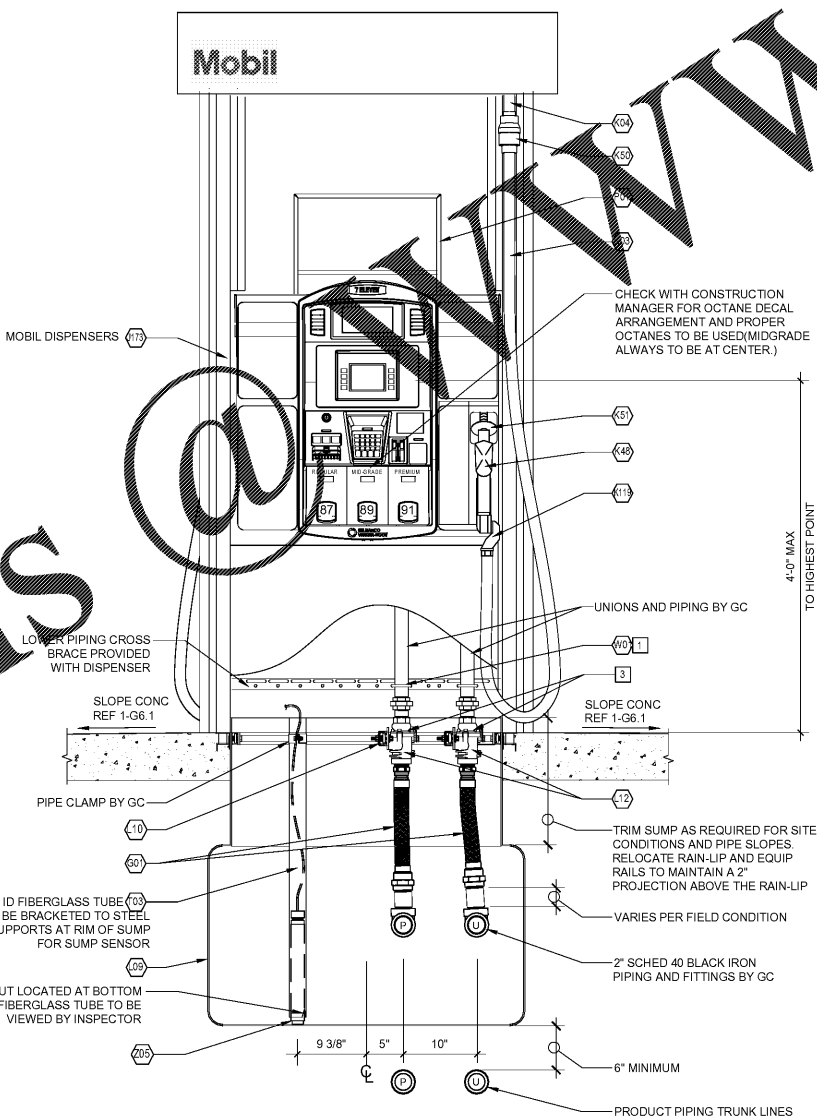 Mobil
K04
K50
CHECK WITH CONSTRUCTION
MANAGER FOR OCTANE DECAL
ARRANGEMENT AND PROPER
OCTANES TO BE USED(MIDGRADE
ALWAYS TO BE AT CENTER.)
MOBIL DISPENSERS
7 ELEVEN
www
@
s
K51
K48
K119
REGULAR MID-GRADE PREMIUM
87 89 91
GILBARCO
VEEDER-ROOT
4'-0" MAX
TO HIGHEST POINT
UNIONS AND PIPING BY GC
LOWER PIPING CROSS
BRACE PROVIDED
WITH DISPENSER
1
3
SLOPE CONC
REF 1-G6.1
SLOPE CONC
REF 1-G6.1
PIPE CLAMP BY GC
L10
L12
G01
TRIM SUMP AS REQUIRED FOR SITE
CONDITIONS AND PIPE SLOPES.
RELOCATE RAIN-LIP AND EQUIP
RAILS TO MAINTAIN A 2"
PROJECTION ABOVE THE RAIN-LIP
ID FIBERGLASS TUBE T03
BE BRACKETED TO STEEL
UPPORTS AT RIM OF SUMP
FOR SUMP SENSOR
VARIES PER FIELD CONDITION
P U
L09
2" SCHED 40 BLACK IRON
PIPING AND FITTINGS BY GC
UT LOCATED AT BOTTOM
FIBERGLASS TUBE TO BE
VIEWED BY INSPECTOR
Z05
9 3/8" 5" 10"
6" MINIMUM
P U
PRODUCT PIPING TRUNK LINES